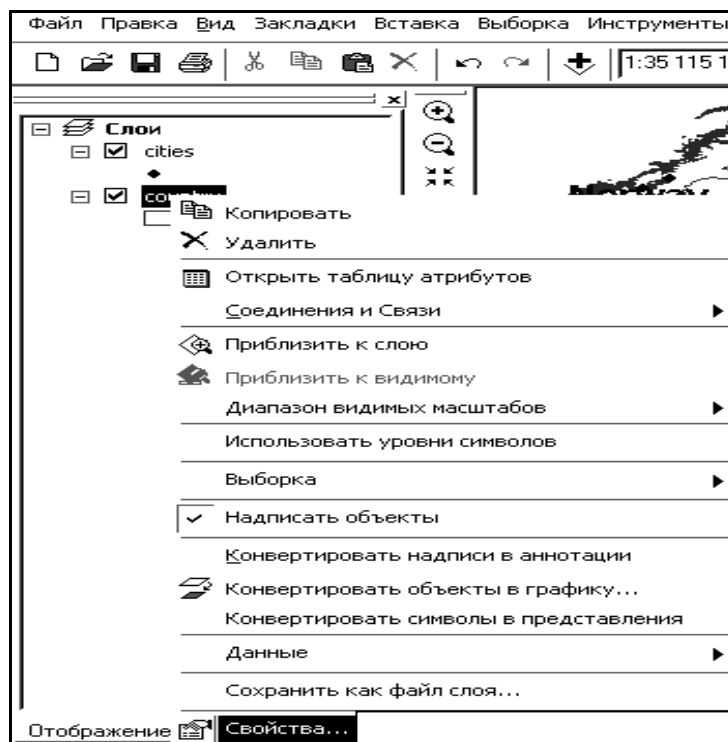 Файл Правка Вид Закладки Вставка Выборка Инструменты
1:35 115 1
Слои
cities
Norway
Копировать
Удалить
Открыть таблицу атрибутов
Соединения и Связи
Приблизить к слою
Приблизить к видимому
Диапазон видимых масштабов
Использовать уровни символов
Выборка
Надписать объекты
Конвертировать надписи в аннотации
Конвертировать объекты в графику...
Конвертировать символы в представления
Данные
Сохранить как файл слоя...
Отображение Свойства...